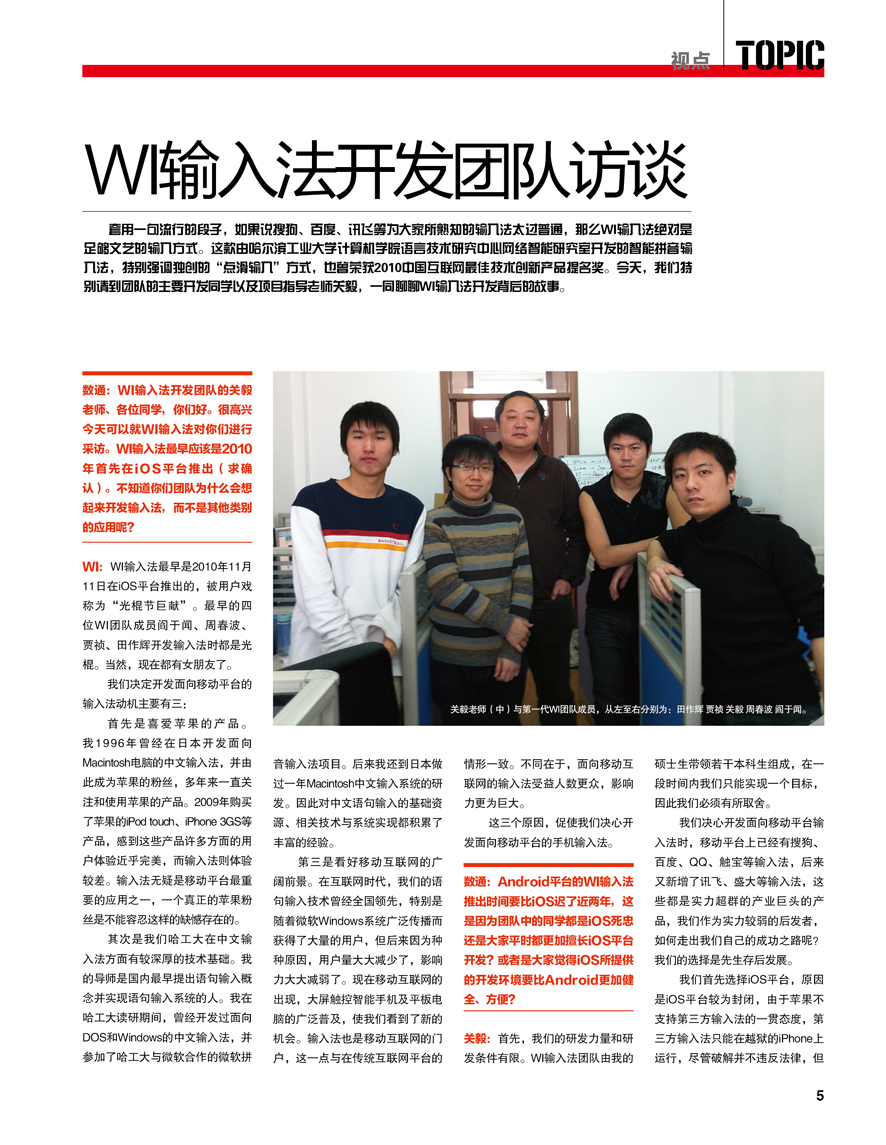 视点 TOPIC
WI输入法开发团队访谈
套用一句流行的段子，如果说搜狗、百度、讯飞等为大家所熟知的输入法太过普通，那么WI输入法绝对是
足够文艺的输入方式。这款由哈尔滨工业大学计算机学院语言技术研究中心网络智能研究室开发的智能拼音输
入法，特别强调独创的“点滑输入”方式，也曾荣获2010中国互联网最佳技术创新产品提名奖。今天，我们特
别请到团队的主要开发同学以及项目指导老师关毅，一同聊聊WI输入法开发背后的故事。
数通：WI输入法开发团队的关毅
老师、各位同学，你们好。很高兴
今天可以就WI输入法对你们进行
采访。WI输入法最早应该是2010
年首先在iOS平台推出（求确
认）。不知道你们团队为什么会想
起来开发输入法，而不是其他类别
的应用呢？
WI：WI输入法最早是2010年11月
11日在iOS平台推出的，被用户戏
称为“光棍节巨献”。最早的四
位WI团队成员阎于闻、周春波、
贾祯、田作辉开发输入法时都是光
棍。当然，现在都有女朋友了。
我们决定开发面向移动平台的
输入法动机主要有三：
首先是喜爱苹果的产品。
我1996年曾经在日本开发面向
Macintosh电脑的中文输入法，并由
此成为苹果的粉丝，多年来一直关
注和使用苹果的产品。2009年购买
了苹果的iPod touch、iPhone 3GS等
产品，感到这些产品许多方面的用
户体验近乎完美，而输入法则体验
较差。输入法无疑是移动平台最重
要的应用之一，一个真正的苹果粉
丝是不能容忍这样的缺憾存在的。
其次是我们哈工大在中文输
入法方面有较深厚的技术基础。我
的导师是国内最早提出语句输入概
念并实现语句输入系统的人。我在
哈工大读研期间，曾经开发过面向
DOS和Windows的中文输入法，并
参加了哈工大与微软合作的微软拼
关毅老师（中）与第一代WI团队成员，从左至右分别为：田作辉 贾祯 关毅 周春波 阎于闻。
音输入法项目。后来我还到日本做
过一年Macintosh中文输入系统的研
发。因此对中文语句输入的基础资
源、相关技术与系统实现都积累了
丰富的经验。
第三是看好移动互联网的广
阔前景。在互联网时代，我们的语
句输入技术曾经全国领先，特别是
随着微软Windows系统广泛传播而
获得了大量的用户，但后来因为种
种原因，用户量大大减少了，影响
力大大减弱了。现在移动互联网的
出现，大屏触控智能手机及平板电
脑的广泛普及，使我们看到了新的
机会。输入法也是移动互联网的门
户，这一点与在传统互联网平台的
情形一致。不同在于，面向移动互
联网的输入法受益人数更众，影响
力更为巨大。
这三个原因，促使我们决心开
发面向移动平台的手机输入法。
数通：Android平台的WI输入法
推出时间要比iOS迟了近两年，这
是因为团队中的同学都是iOS死忠
还是大家平时都更加擅长iOS平台
开发？或者是大家觉得iOS所提供
的开发环境要比Android更加健
全、方便？
关毅：首先，我们的研发力量和研
发条件有限。WI输入法团队由我的
硕士生带领若干本科生组成，在一
段时间内我们只能实现一个目标，
因此我们必须有所取舍。
我们决心开发面向移动平台输
入法时，移动平台上已经有搜狗、
百度、QQ、触宝等输入法，后来
又新增了讯飞、盛大等输入法，这
些都是实力超群的产业巨头的产
品，我们作为实力较弱的后发者，
如何走出我们自己的成功之路呢？
我们的选择是先生存后发展。
我们首先选择iOS平台，原因
是iOS平台较为封闭，由于苹果不
支持第三方输入法的一贯态度，第
三方输入法只能在越狱的iPhone上
运行，尽管破解并不违反法律，但
5